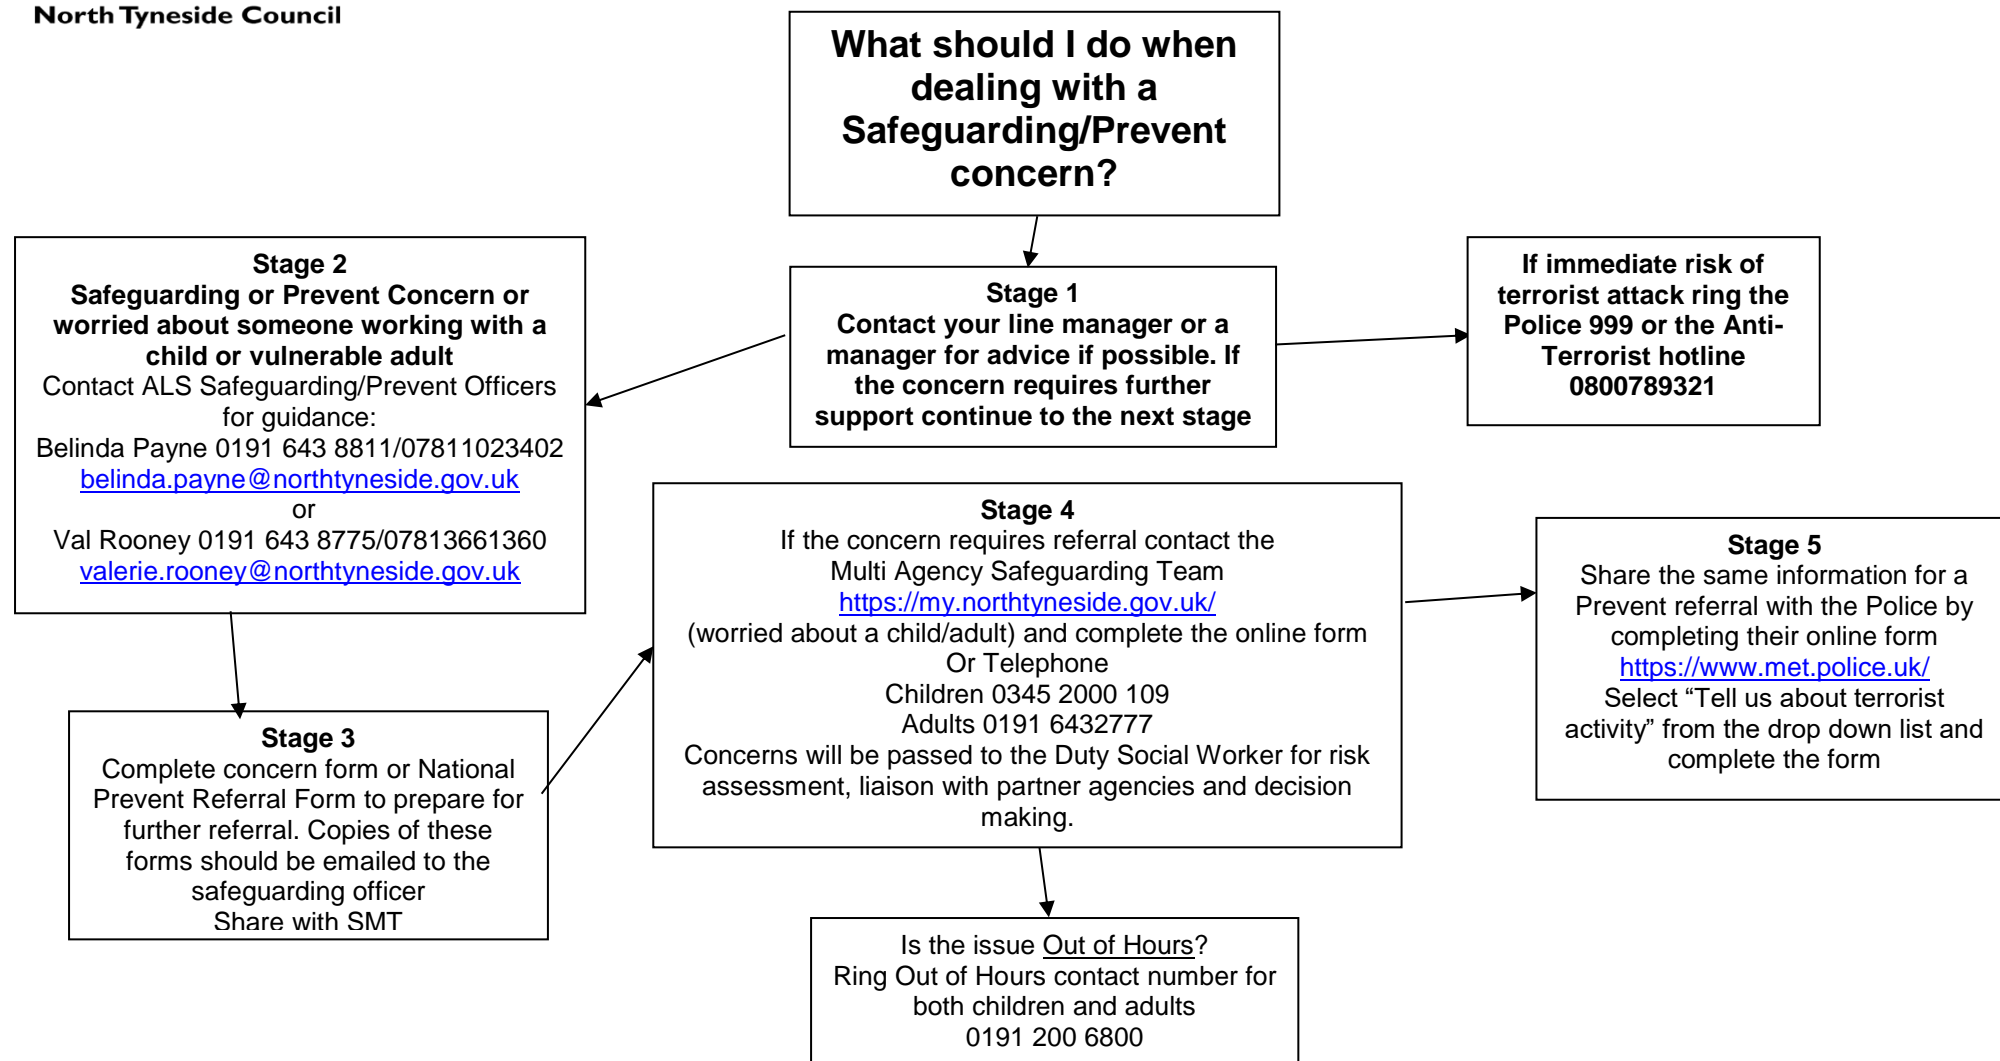 North Tyneside Council
What should I do when
dealing with a
Safeguarding/Prevent
concern?
Stage 1
Contact your line manager or a
manager for advice if possible. If
the concern requires further
support continue to the next stage
If immediate risk of
terrorist attack ring the
Police 999 or the Anti-
Terrorist hotline
0800789321
Stage 2
Safeguarding or Prevent Concern or
worried about someone working with a
child or vulnerable adult
Contact ALS Safeguarding/Prevent Officers
for guidance:
Belinda Payne 0191 643 8811/07811023402
belinda.payne@northtyneside.gov.uk
or
Val Rooney 0191 643 8775/07813661360
valerie.rooney@northtyneside.gov.uk
Stage 3
Complete concern form or National
Prevent Referral Form to prepare for
further referral. Copies of these
forms should be emailed to the
safeguarding officer
Share with SMT
Stage 4
If the concern requires referral contact the
Multi Agency Safeguarding Team
https://my.northtyneside.gov.uk/
(worried about a child/adult) and complete the online form
Or Telephone
Children 0345 2000 109
Adults 0191 6432777
Concerns will be passed to the Duty Social Worker for risk
assessment, liaison with partner agencies and decision
making.
Stage 5
Share the same information for a
Prevent referral with the Police by
completing their online form
https://www.met.police.uk/
Select “Tell us about terrorist
activity” from the drop down list and
complete the form
Is the issue Out of Hours?
Ring Out of Hours contact number for
both children and adults
0191 200 6800